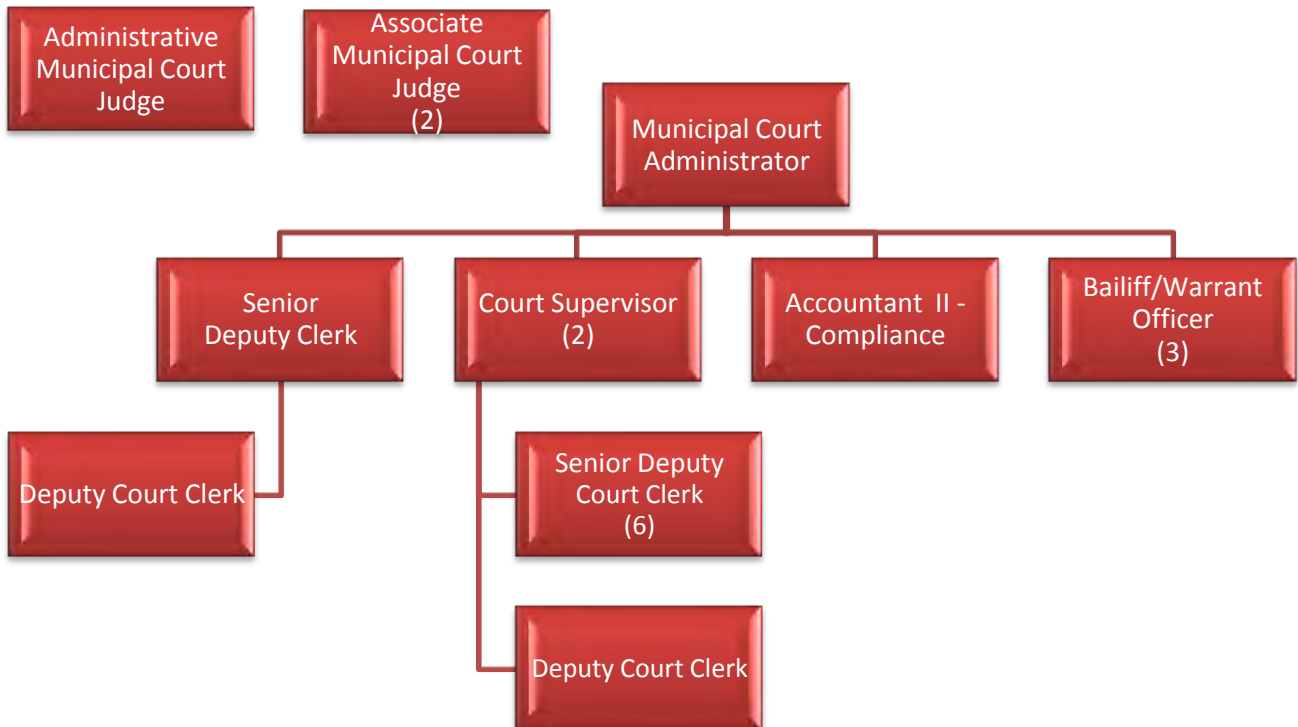 Administrative
Municipal Court
Judge
Associate
Municipal Court
Judge
(2)
Municipal Court
Administrator
Senior
Deputy Clerk
Court Supervisor
(2)
Accountant II -
Compliance
Bailiff/Warrant
Officer
(3)
Deputy Court Clerk
Senior Deputy
Court Clerk
(6)
Deputy Court Clerk